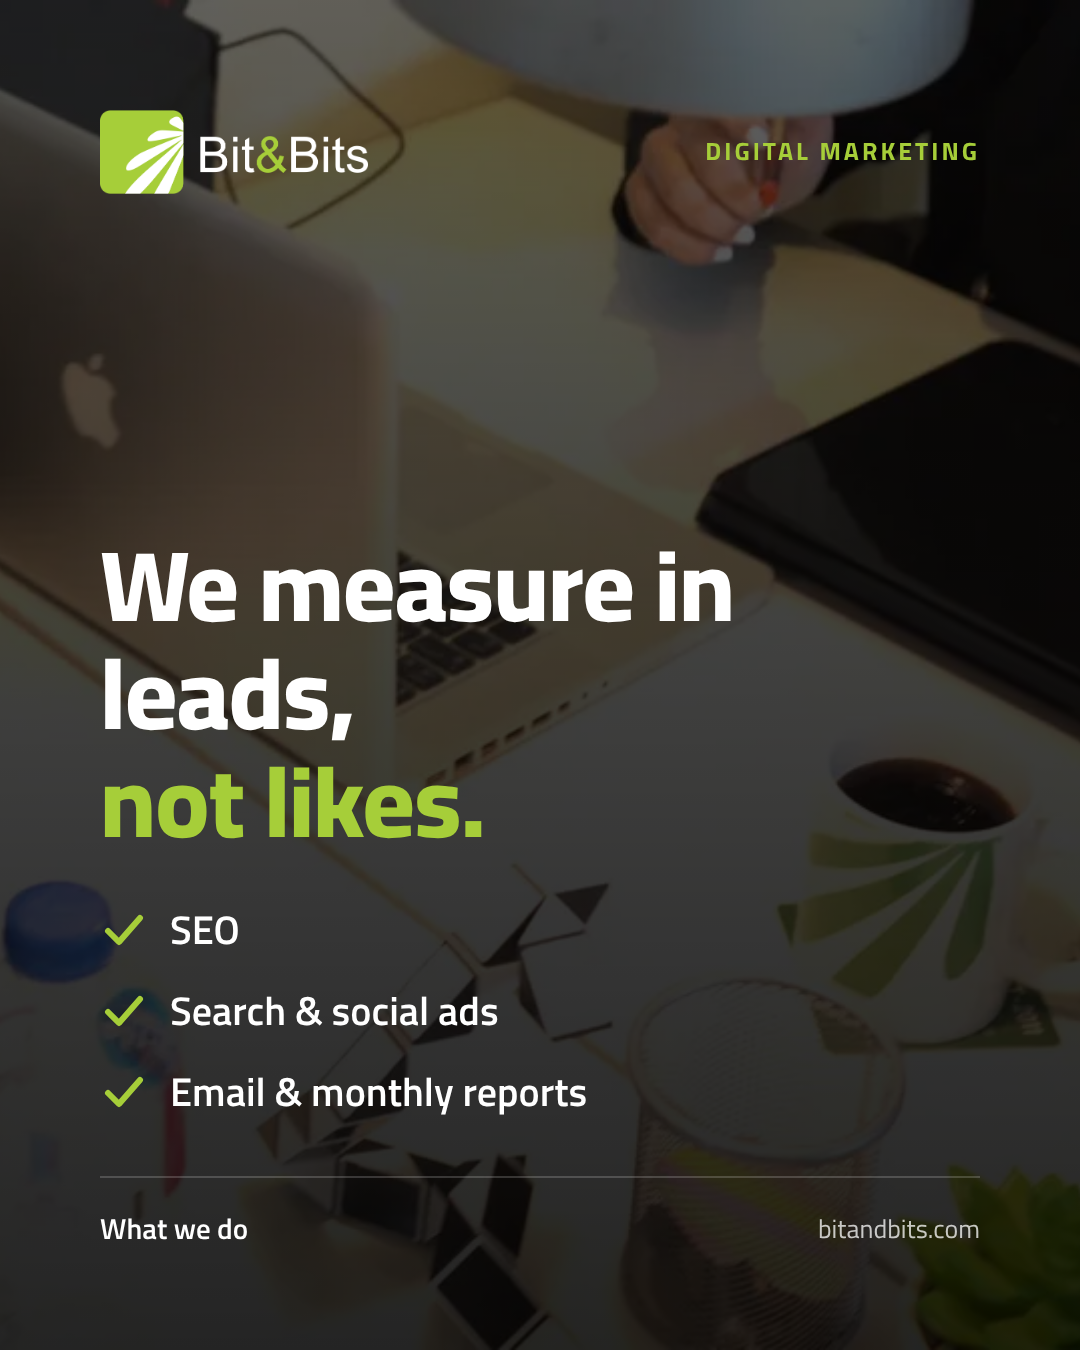 Bit&Bits
DIGITAL MARKETING
We measure in
leads,
not likes.
SEO
Search & social ads
Email & monthly reports
What we do
bitandbits.com